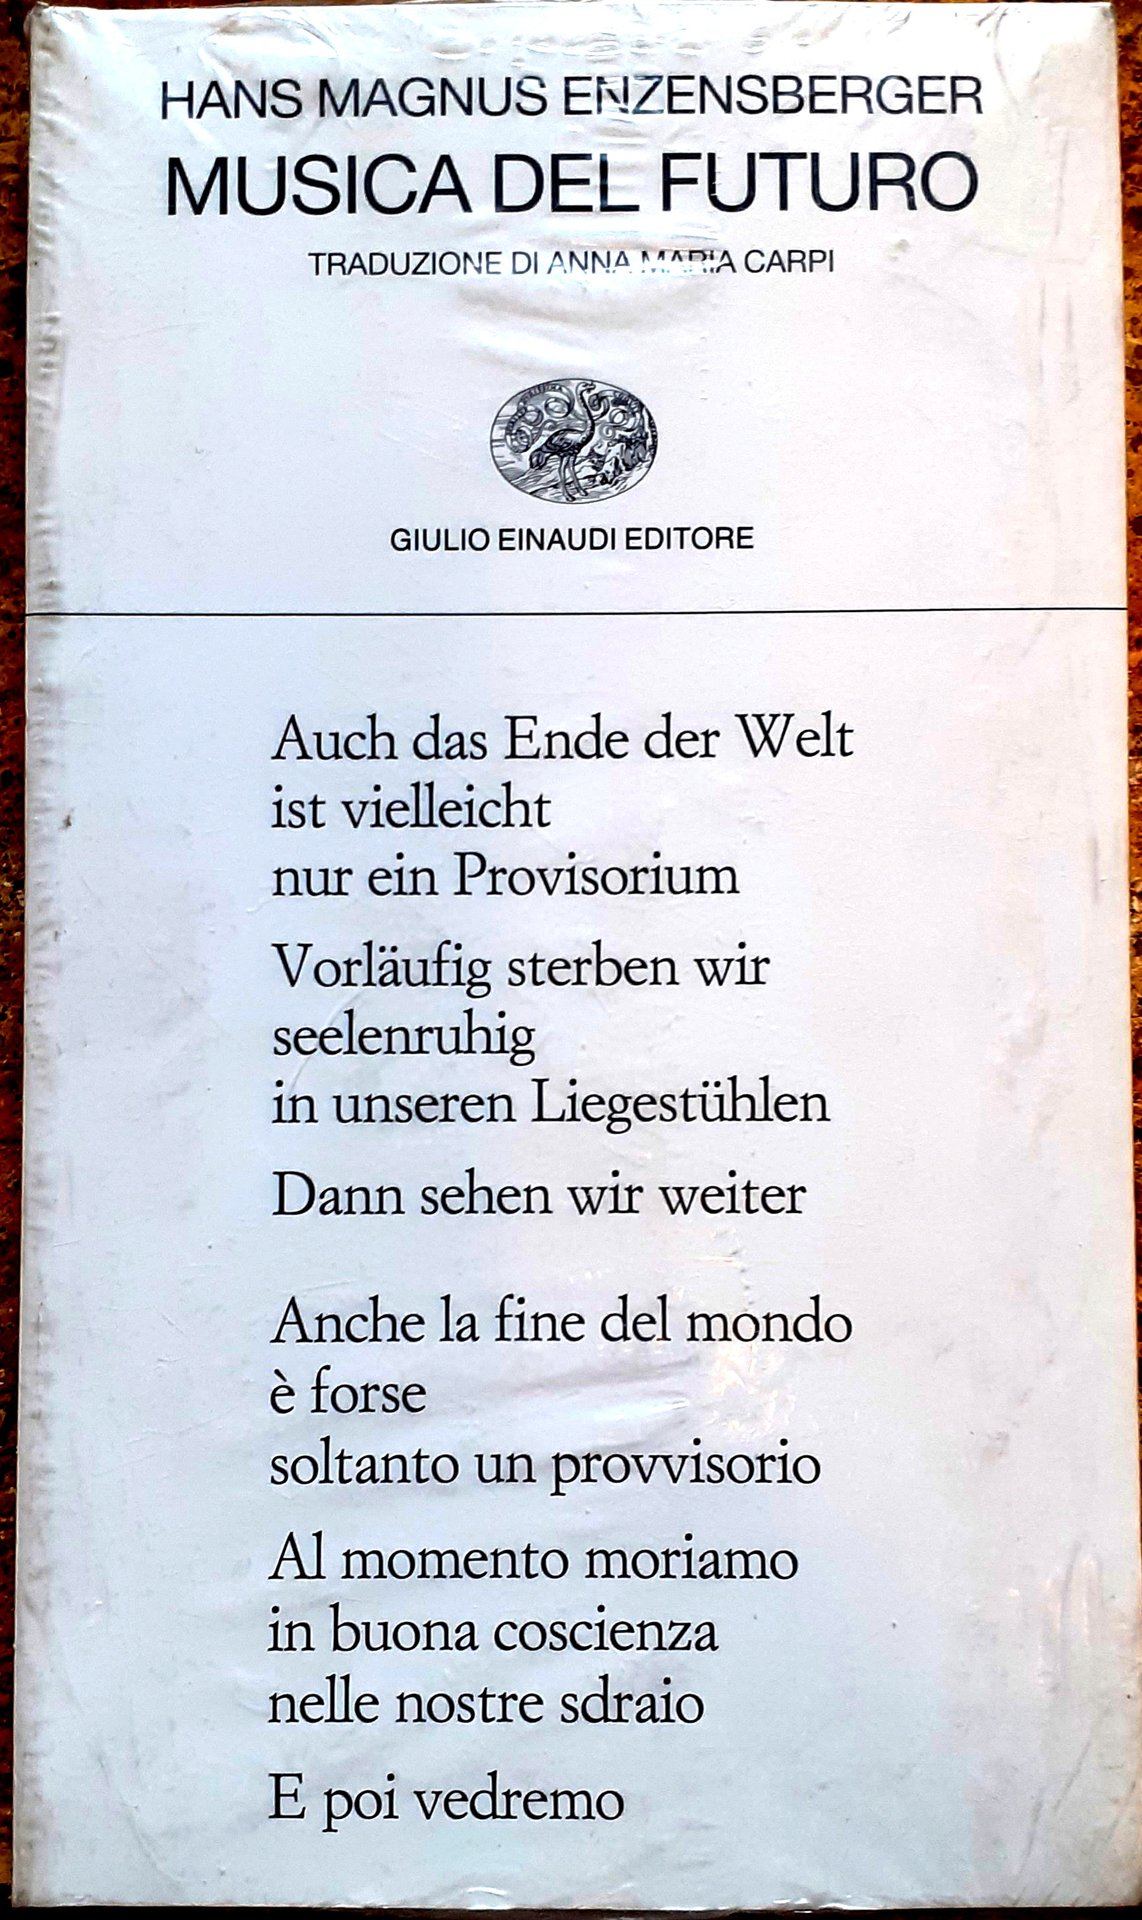 HANS MAGNUS ENZENSBERGER
MUSICA DEL FUTURO
TRADUZIONE DI ANNA MARIA CARPI
GIULIO EINAUDI EDITORE
Auch das Ende der Welt
ist vielleicht
nur ein Provisorium
Vorläufig sterben wir
seelenruhig
in unseren Liegestühlen
Dann sehen wir weiter
Anche la fine del mondo
è forse
soltanto un provvisorio
Al momento moriamo
in buona coscienza
nelle nostre sdraio
E poi vedremo